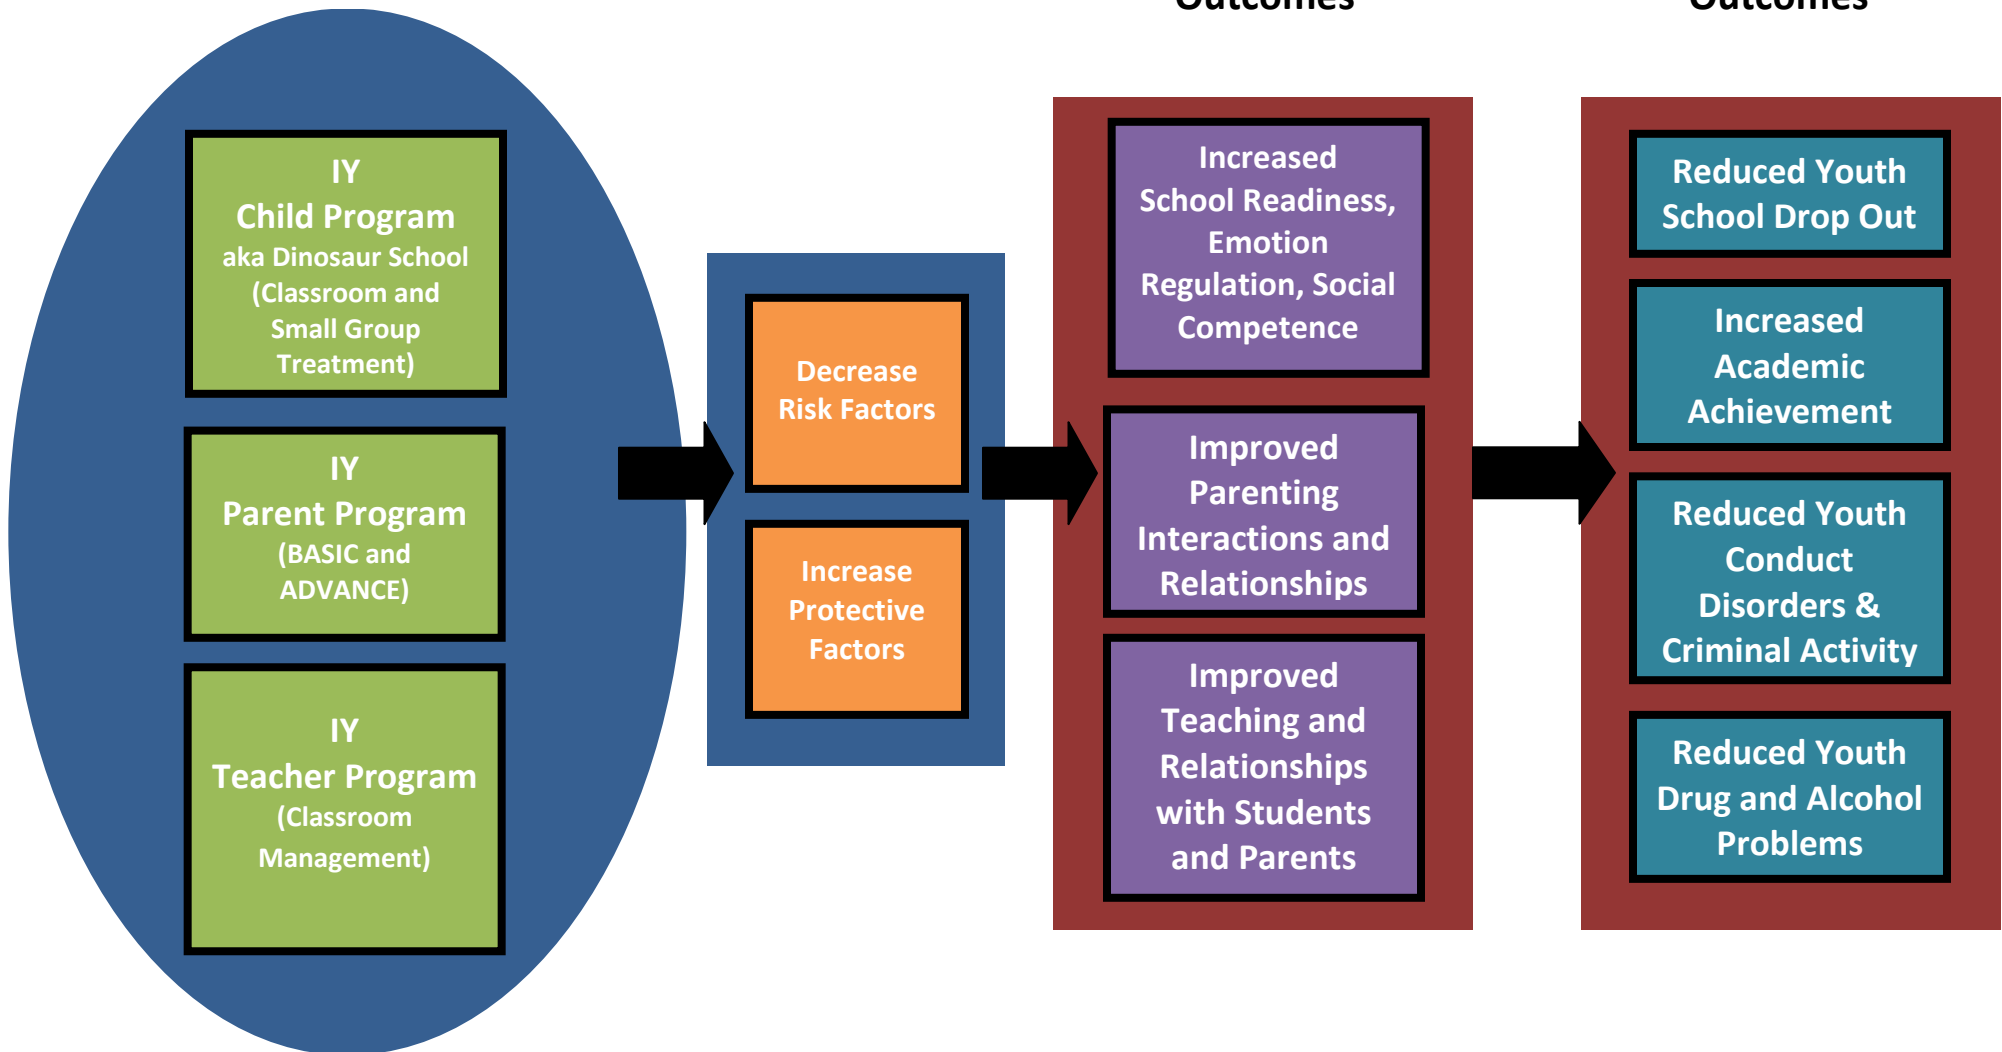 Outcomes
Outcomes
IY
Child Program
aka Dinosaur School
(Classroom and
Small Group
Treatment)
IY
Parent Program
(BASIC and
ADVANCE)
IY
Teacher Program
(Classroom
Management)
Decrease
Risk Factors
Increase
Protective
Factors
Increased
School Readiness,
Emotion
Regulation, Social
Competence
Improved
Parenting
Interactions and
Relationships
Improved
Teaching and
Relationships
with Students
and Parents
Reduced Youth
School Drop Out
Increased
Academic
Achievement
Reduced Youth
Conduct
Disorders &
Criminal Activity
Reduced Youth
Drug and Alcohol
Problems